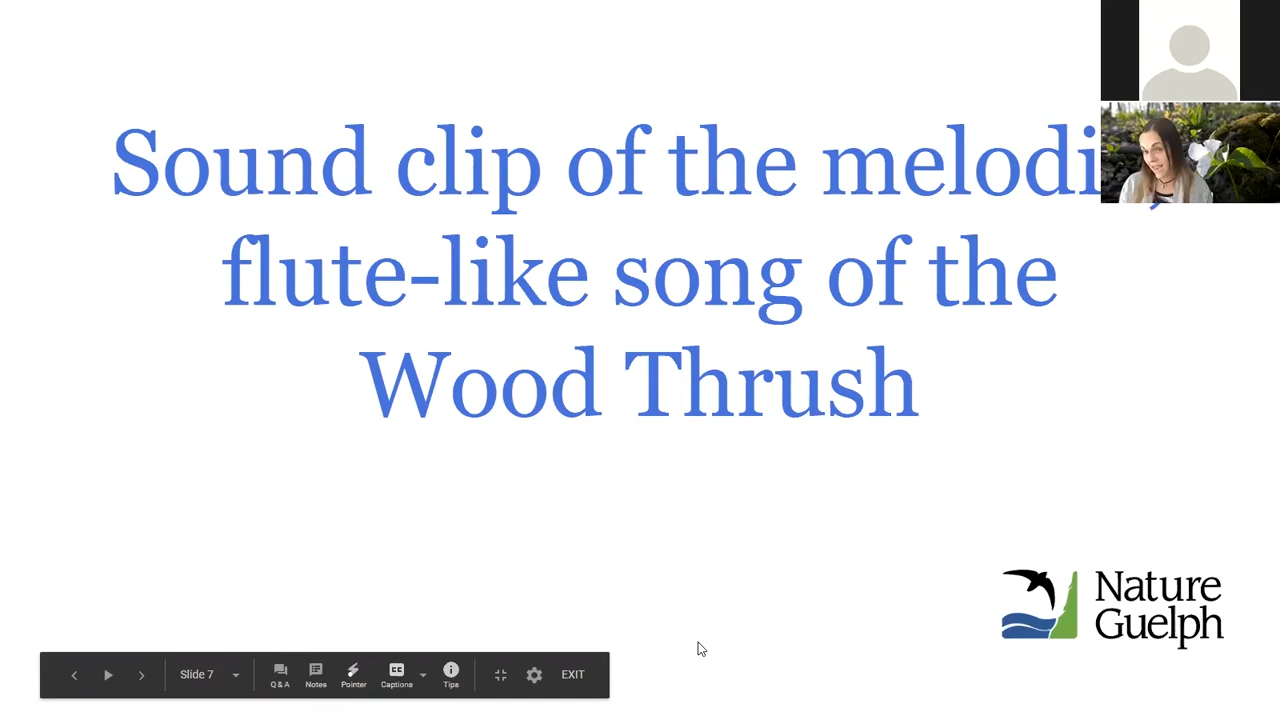 Sound clip of the melodi
flute-like song of the
Wood Thrush
Nature
Guelph
Slide 7
Q&A
Notes
Pointer
Captions
Tips
EXIT